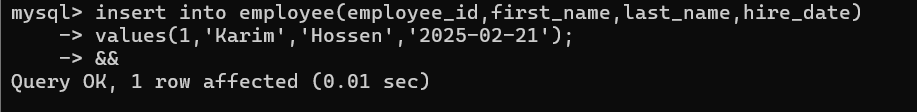 mysql> insert into employee(employee_id,first_name,last_name,hire_date)
    -> values(1,'Karim','Hossen','2025-02-21');
    -> &&
Query OK, 1 row affected (0.01 sec)